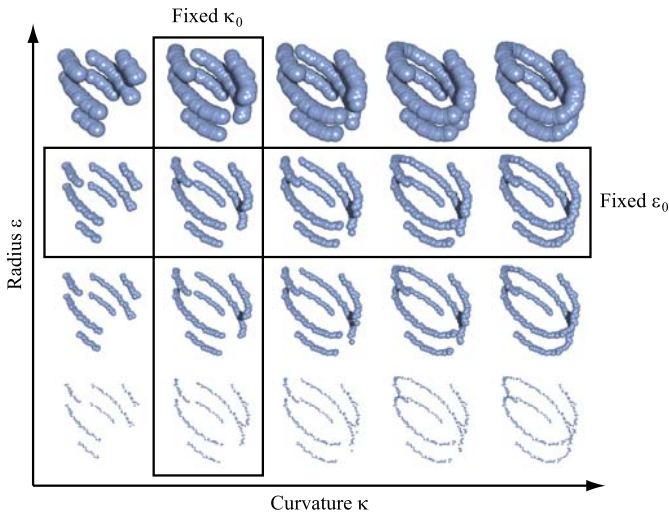 Fixed κ₀
Radius ε
Fixed ε₀
Curvature κ